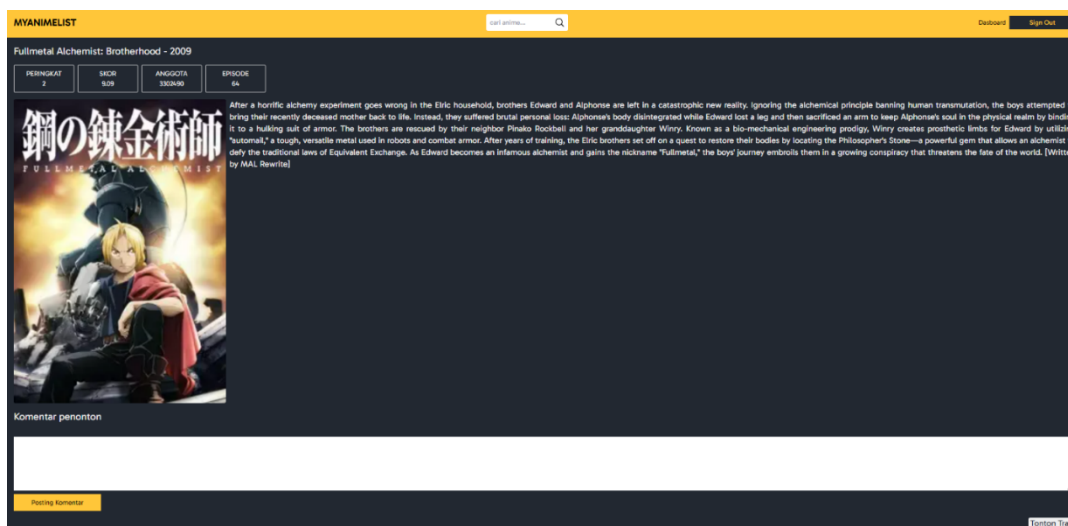 MYANIMELIST
cari anime...
Dasboard
Sign Out
Fullmetal Alchemist: Brotherhood - 2009
PERINGKAT
2
SKOR
9.09
ANGGOTA
3302490
EPISODE
64
鋼の錬金術師
FULLMETAL ALCHEMIST
After a horrific alchemy experiment goes wrong in the Elric household, brothers Edward and Alphonse are left in a catastrophic new reality. Ignoring the alchemical principle banning human transmutation, the boys attempted
bring their recently deceased mother back to life. Instead, they suffered brutal personal loss: Alphonse's body disintegrated while Edward lost a leg and then sacrificed an arm to keep Alphonse's soul in the physical realm by bindi
it to a hulking suit of armor. The brothers are rescued by their neighbor Pinako Rockbell and her granddaughter Winry. Known as a bio-mechanical engineering prodigy, Winry creates prosthetic limbs for Edward by utilizi
"automail," a tough, versatile metal used in robots and combat armor. After years of training, the Elric brothers set off on a quest to restore their bodies by locating the Philosopher's Stone—a powerful gem that allows an alchemist
defy the traditional laws of Equivalent Exchange. As Edward becomes an infamous alchemist and gains the nickname "Fullmetal," the boys' journey embroils them in a growing conspiracy that threatens the fate of the world. [Writte
by MAL Rewrite]
Komentar penonton
Posting Komentar
Tonton Tra